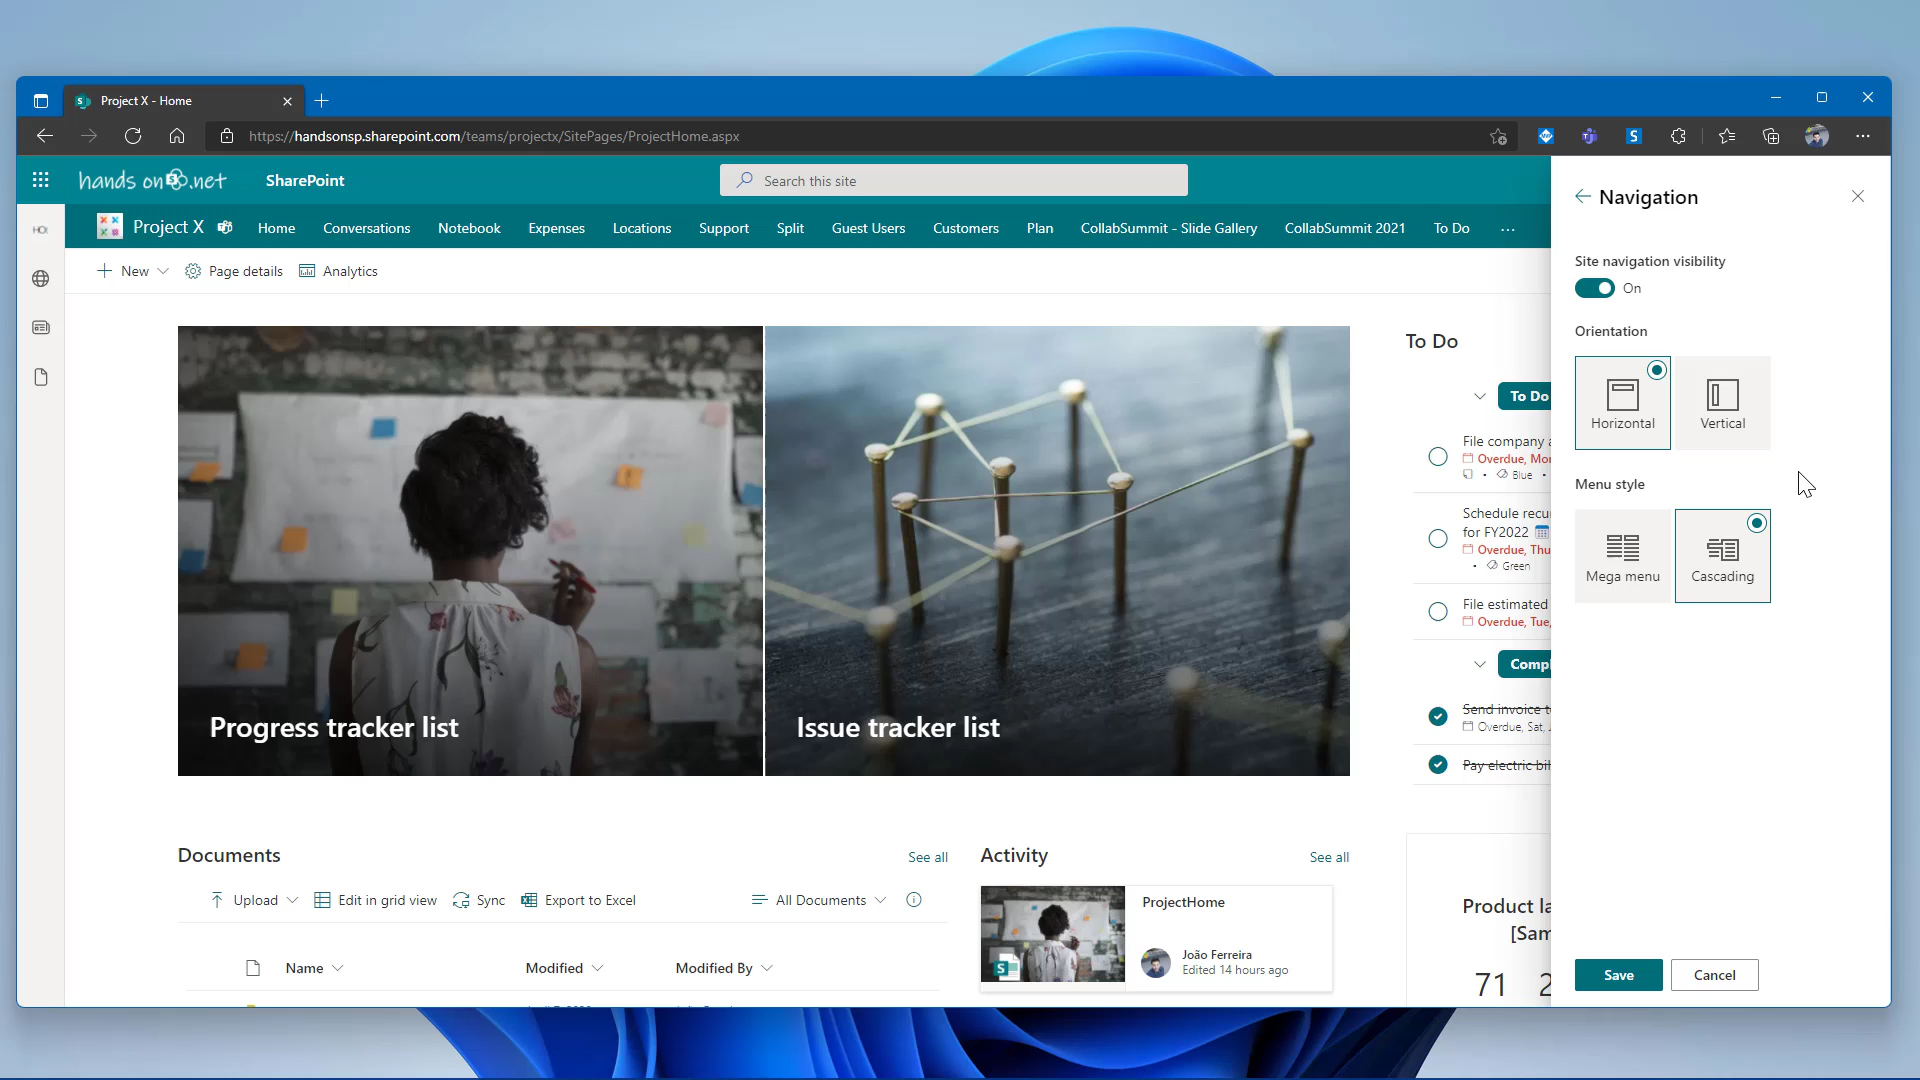 Project X - Home
https://handsonsp.sharepoint.com/teams/projectx/SitePages/ProjectHome.aspx
hands on S .net
SharePoint
Search this site
HO!
Project X
Home
Conversations
Notebook
Expenses
Locations
Support
Split
Guest Users
Customers
Plan
CollabSummit - Slide Gallery
CollabSummit 2021
To Do
...
New
Page details
Analytics
Progress tracker list
Issue tracker list
To Do
To Do
File company
Overdue, Mon
Blue
Schedule recu
for FY2022
Overdue, Thu
Green
File estimated
Overdue, Tue,
Compl
Send invoice t
Overdue, Sat,
Pay electric bil
Documents
See all
Upload
Edit in grid view
Sync
Export to Excel
All Documents
Name
Modified
Modified By
Activity
See all
ProjectHome
João Ferreira
Edited 14 hours ago
Product la
[Sam
71
2
Navigation
Site navigation visibility
On
Orientation
Horizontal
Vertical
Menu style
Mega menu
Cascading
Save
Cancel